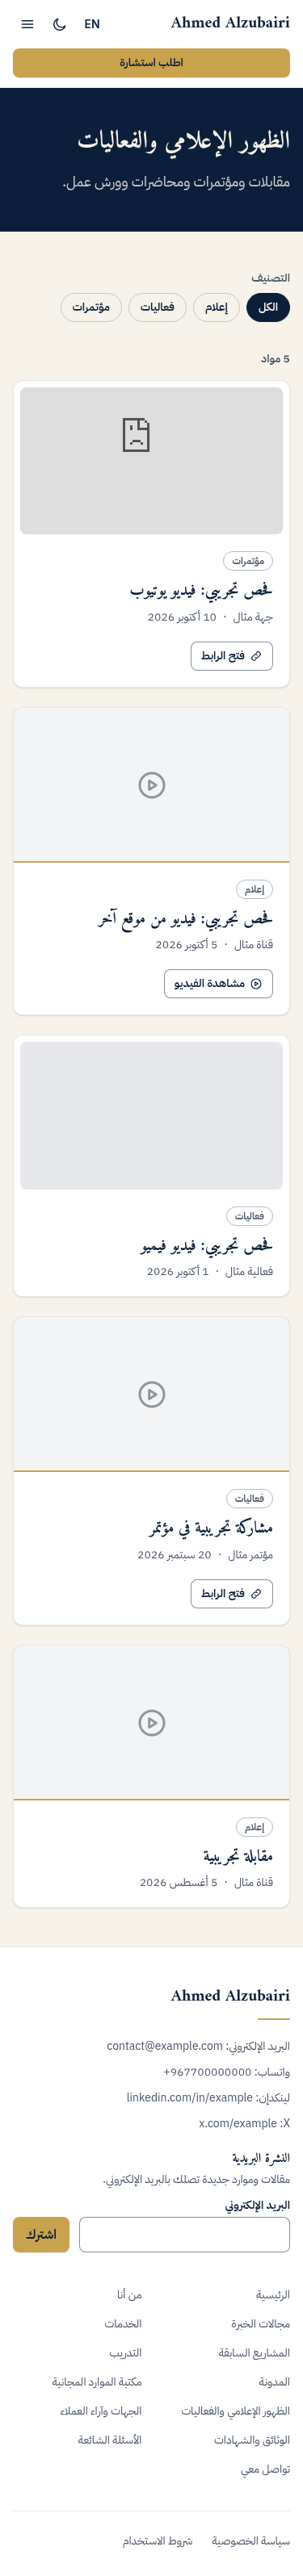 Ahmed Alzubairi
EN
اطلب استشارة
الظهور الإعلامي والفعاليات
مقابلات ومؤتمرات ومحاضرات وورش عمل.
التصنيف
الكل
إعلام
فعاليات
مؤتمرات
5 مواد
مؤتمرات
فحص تجريبي: فيديو يوتيوب
جهة مثال · 10 أكتوبر 2026
فتح الرابط
إعلام
فحص تجريبي: فيديو من موقع آخر
قناة مثال · 5 أكتوبر 2026
مشاهدة الفيديو
فعاليات
فحص تجريبي: فيديو فيميو
فعالية مثال · 1 أكتوبر 2026
فعاليات
مشاركة تجريبية في مؤتمر
مؤتمر مثال · 20 سبتمبر 2026
فتح الرابط
إعلام
مقابلة تجريبية
قناة مثال · 5 أغسطس 2026
Ahmed Alzubairi
البريد الإلكتروني: contact@example.com
واتساب: 967700000000+
لينكدإن: linkedin.com/in/example
X: x.com/example
النشرة البريدية
مقالات وموارد جديدة تصلك بالبريد الإلكتروني.
البريد الإلكتروني
اشترك
الرئيسية
من أنا
مجالات الخبرة
الخدمات
المشاريع السابقة
التدريب
المدونة
مكتبة الموارد المجانية
الظهور الإعلامي والفعاليات
الجهات وآراء العملاء
الوثائق والشهادات
الأسئلة الشائعة
تواصل معي
سياسة الخصوصية
شروط الاستخدام